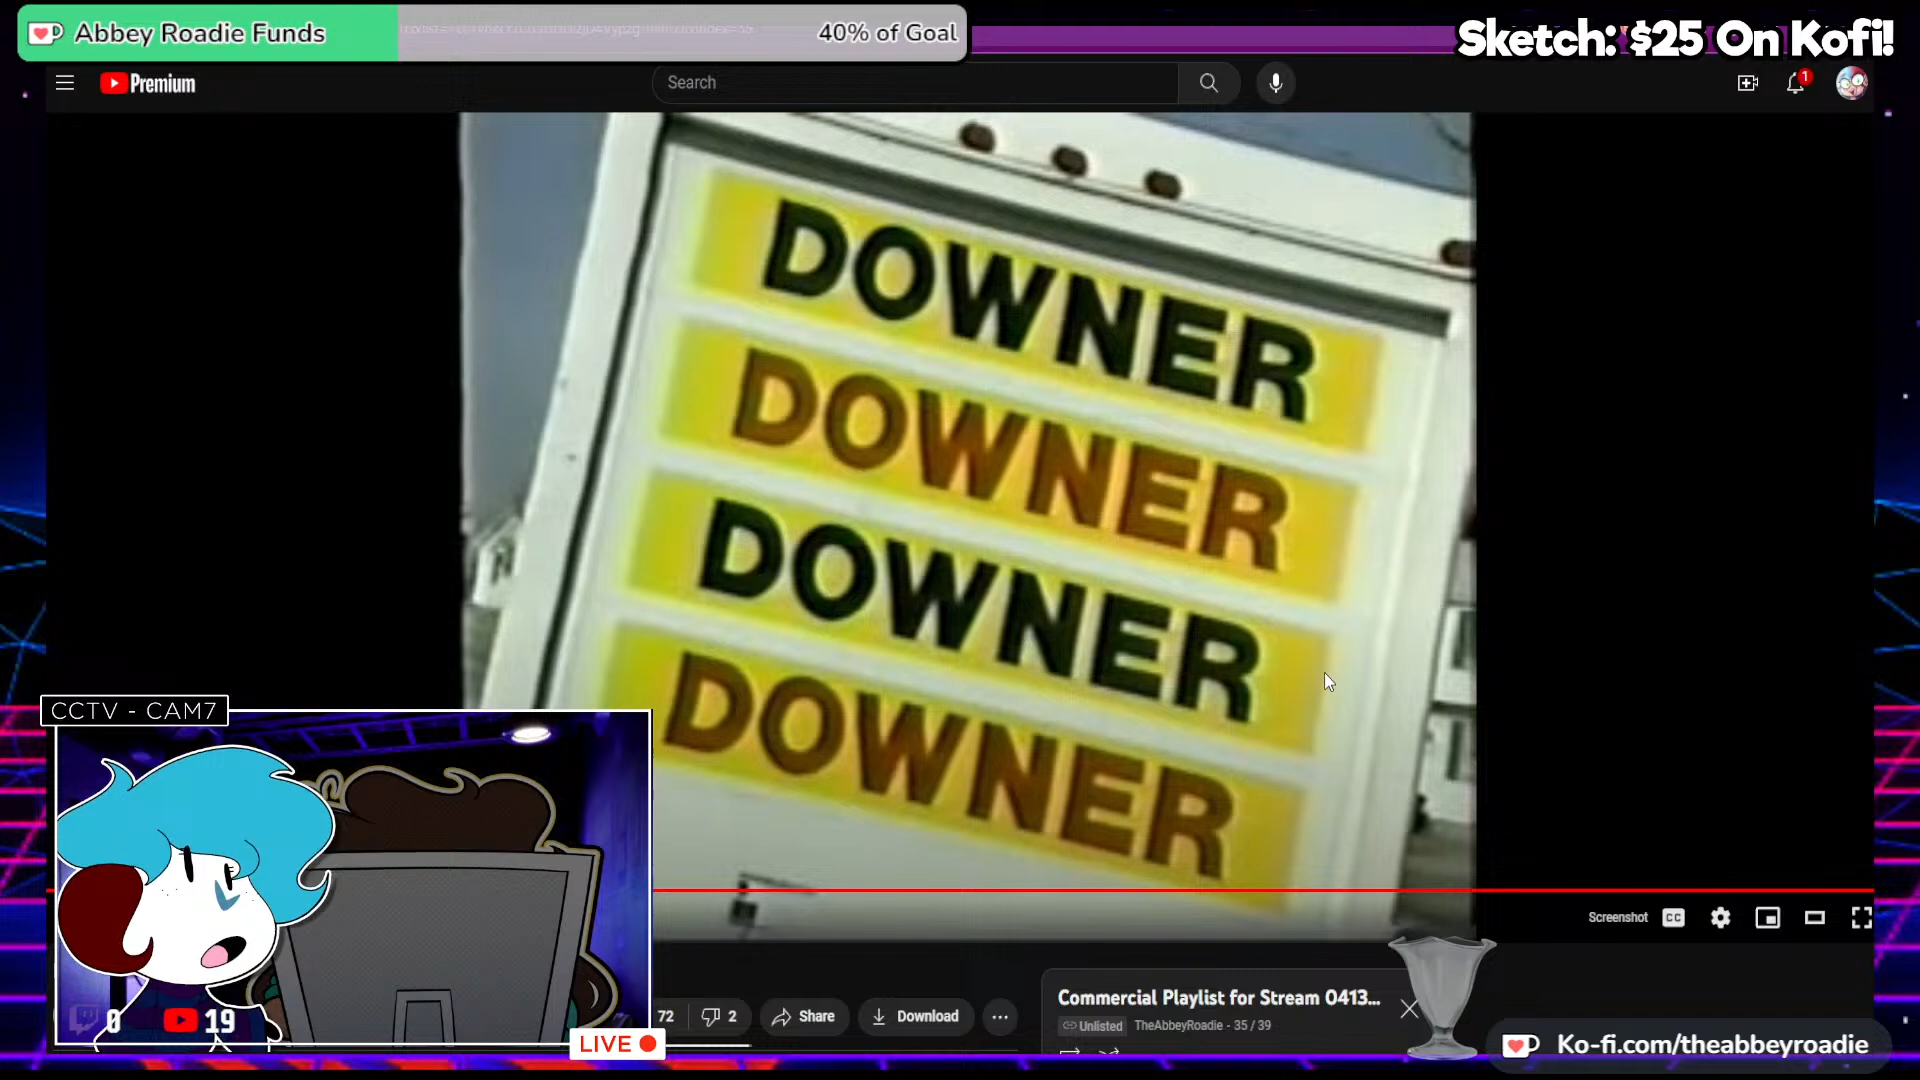 Abbey Roadie Funds
40% of Goal
Sketch: $25 On Kofi!
Premium
Search
1
DOWNER
DOWNER
DOWNER
DOWNER
CCTV - CAM7
Screenshot
CC
0
19
LIVE
72
2
Share
Download
Commercial Playlist for Stream 0413...
Unlisted
TheAbbeyRoadie - 35 / 39
Ko-fi.com/theabbeyroadie